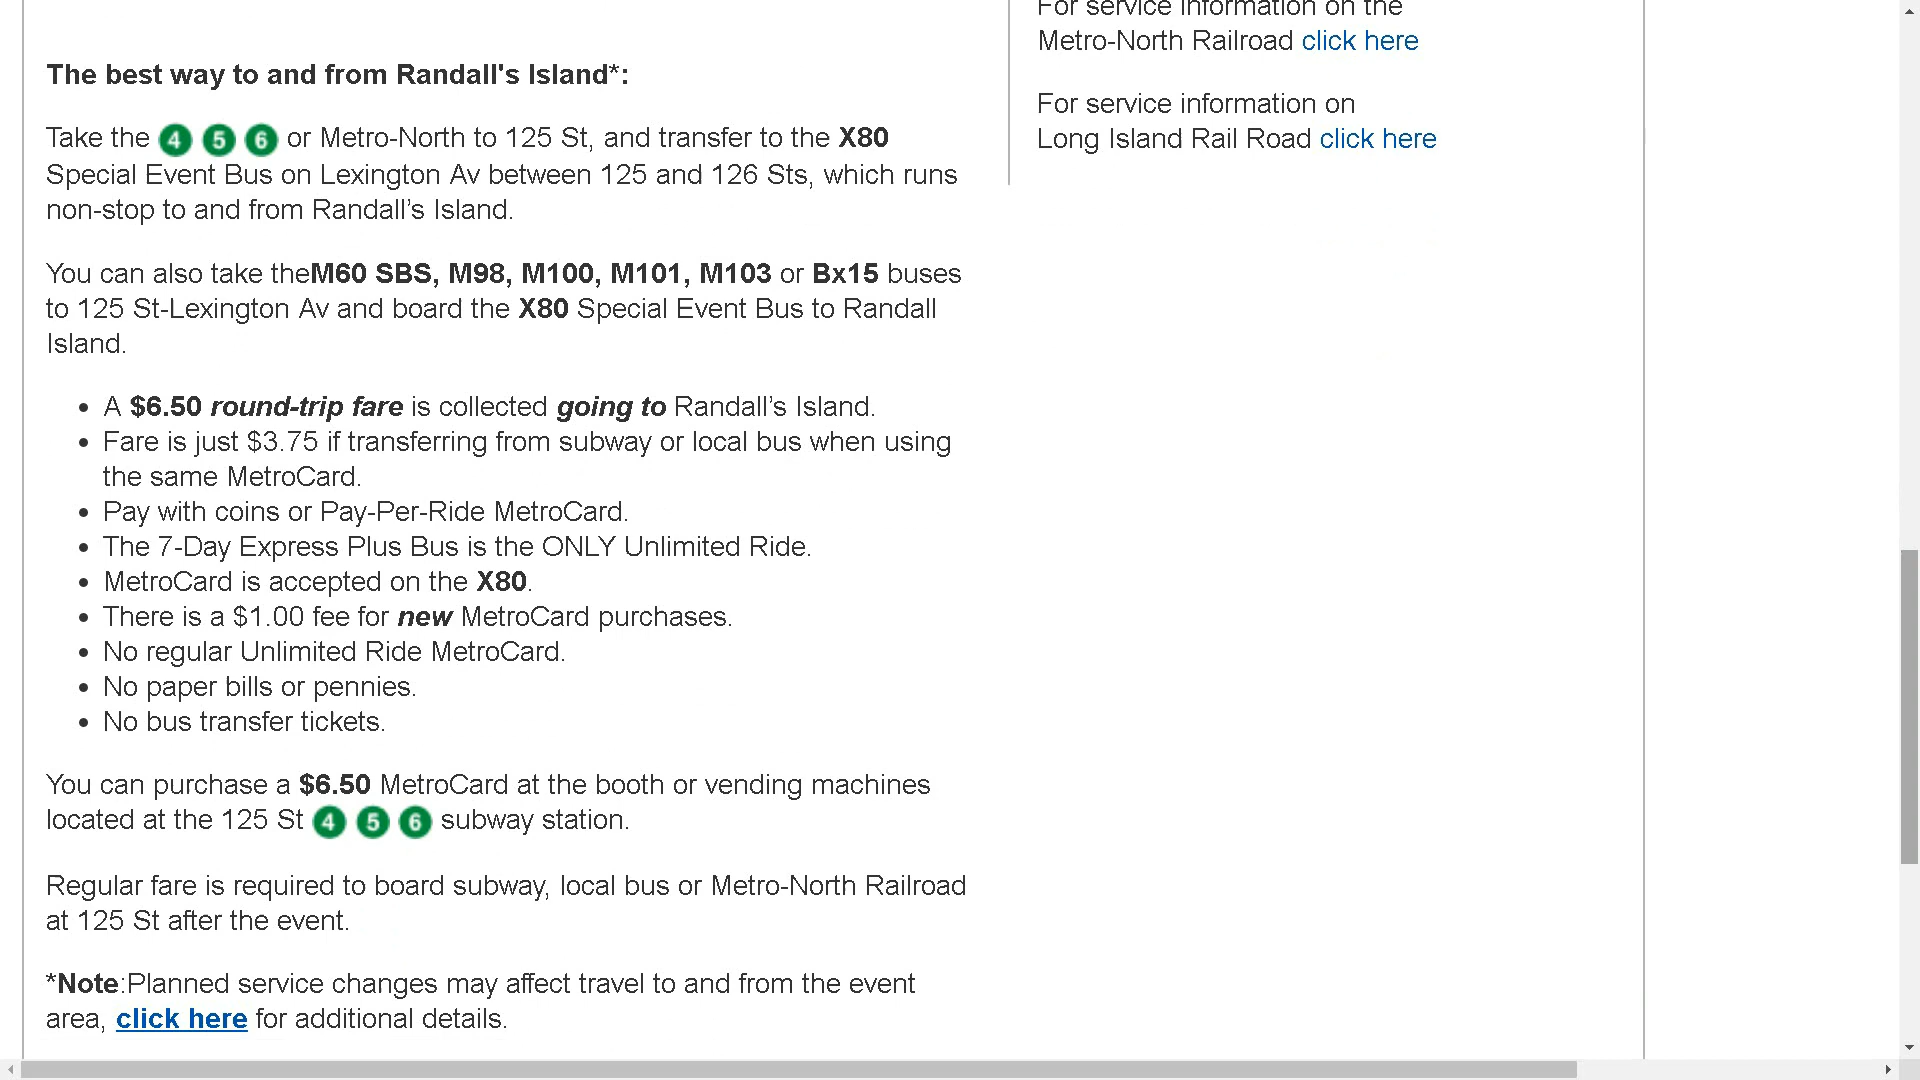 For service information on the
Metro-North Railroad click here
For service information on
Long Island Rail Road click here
The best way to and from Randall's Island*:
Take the 4 5 6 or Metro-North to 125 St, and transfer to the X80
Special Event Bus on Lexington Av between 125 and 126 Sts, which runs
non-stop to and from Randall’s Island.
You can also take theM60 SBS, M98, M100, M101, M103 or Bx15 buses
to 125 St-Lexington Av and board the X80 Special Event Bus to Randall
Island.
• A $6.50 round-trip fare is collected going to Randall’s Island.
• Fare is just $3.75 if transferring from subway or local bus when using
the same MetroCard.
• Pay with coins or Pay-Per-Ride MetroCard.
• The 7-Day Express Plus Bus is the ONLY Unlimited Ride.
• MetroCard is accepted on the X80.
• There is a $1.00 fee for new MetroCard purchases.
• No regular Unlimited Ride MetroCard.
• No paper bills or pennies.
• No bus transfer tickets.
You can purchase a $6.50 MetroCard at the booth or vending machines
located at the 125 St 4 5 6 subway station.
Regular fare is required to board subway, local bus or Metro-North Railroad
at 125 St after the event.
*Note:Planned service changes may affect travel to and from the event
area, click here for additional details.